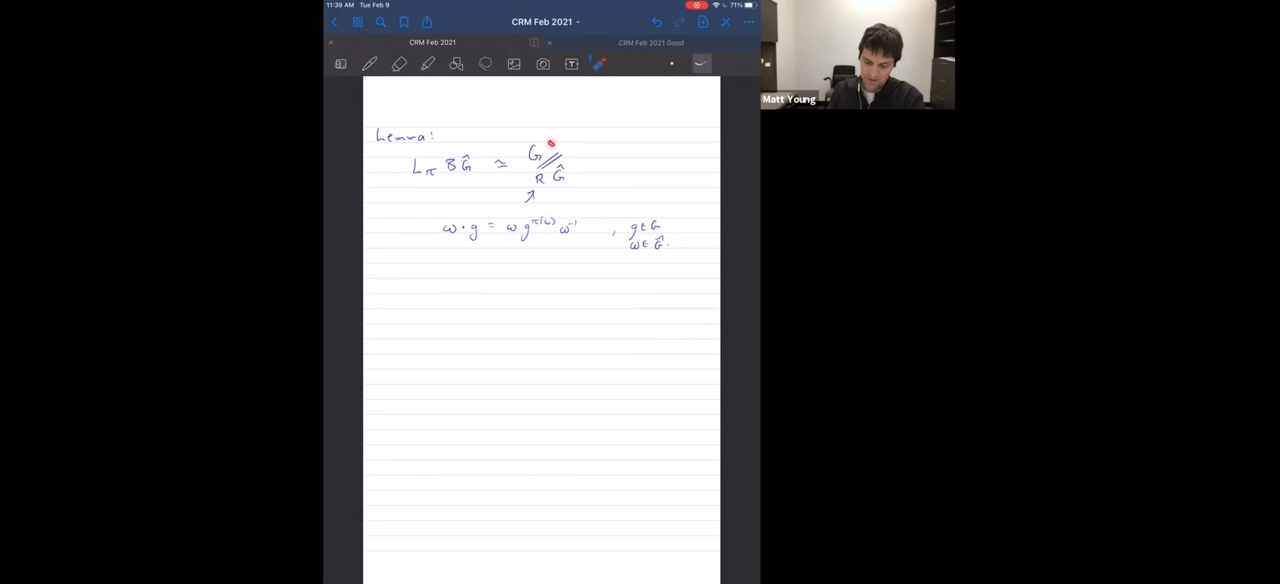 11:39 AM Tue Feb 9
71%
CRM Feb 2021
CRM Feb 2021
CRM Feb 2021 Good
Matt Young
Lemma:
L_π BĜ ≃ G //_R Ĝ
ω · g = ω g^{π(ω)} ω^{-1} , g ∈ G
ω ∈ Ĝ.